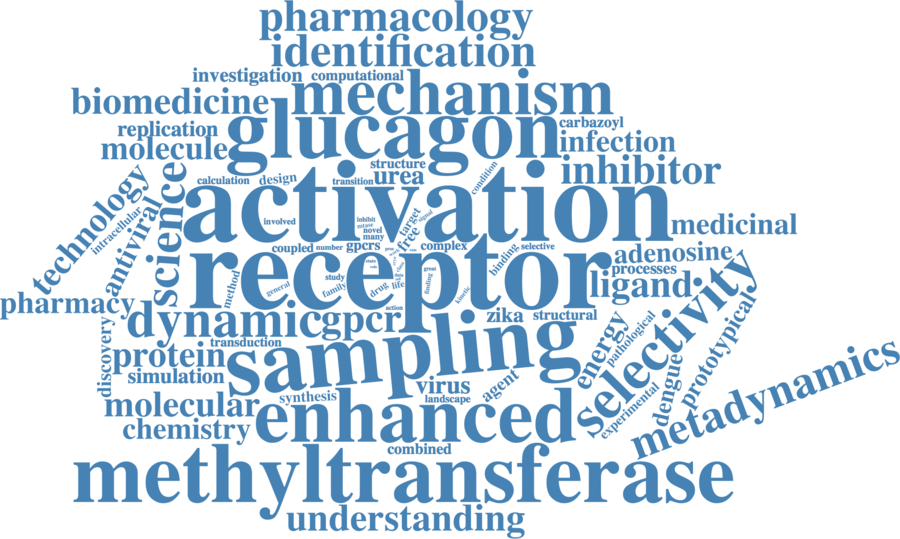 pharmacology
identification
investigation computational
biomedicine mechanism
replication glucagon carbazoyl
molecule infection
structure inhibitor
calculation design transition urea condition
technology intracellular antiviral science
activation
involved inhibit novel many target free signal
medicinal
coupled number gpcrs complex binding selective
adenosine
processes
receptor ligand
method general study family drug life great finding kinetic
action
pharmacy dynamic gpcr zika structural
selectivity prototypical energy pathological
discovery protein transduction sampling
simulation virus agent
landscape
molecular synthesis enhanced experimental dengue metadynamics
chemistry
combined
methyltransferase
understanding